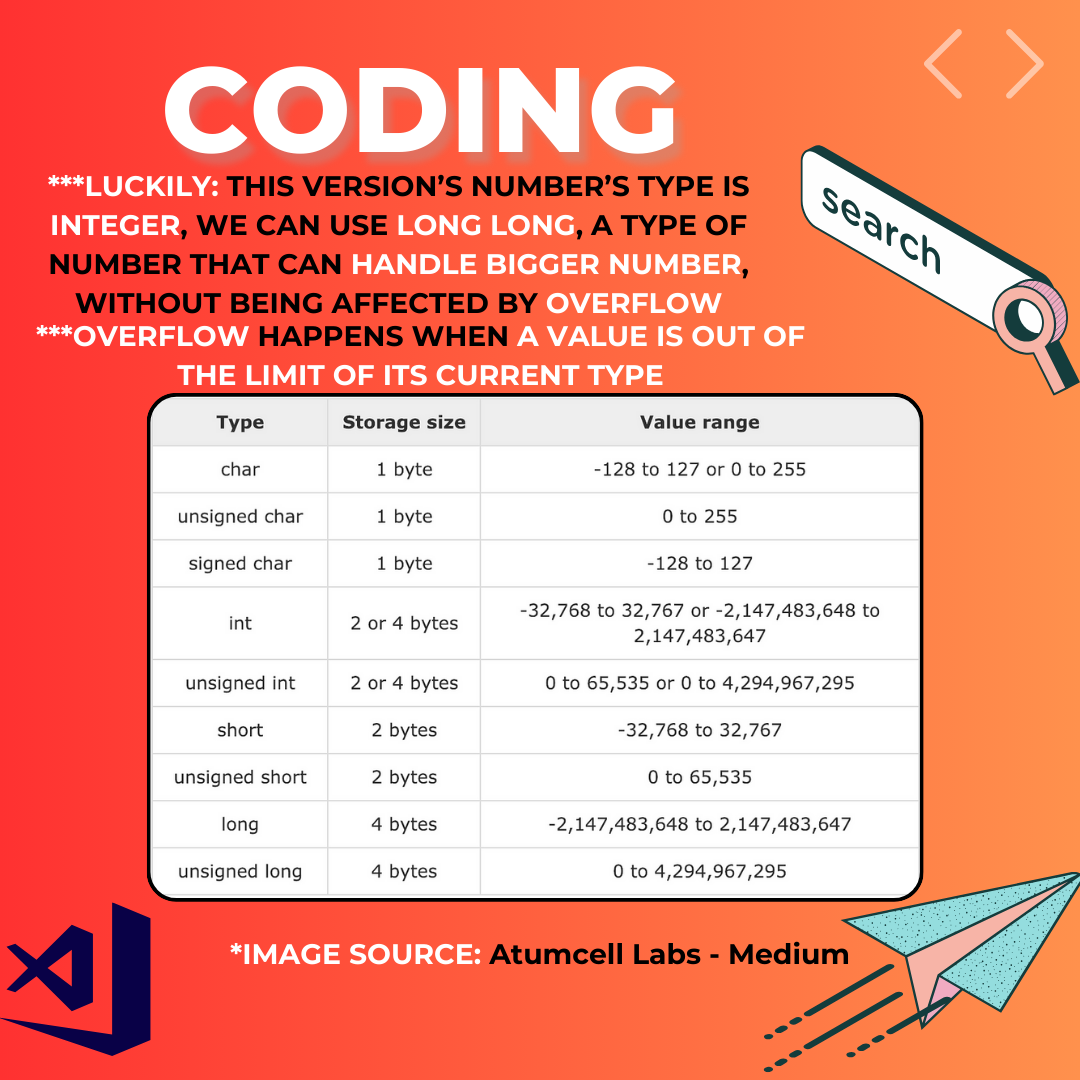 CODING
***LUCKILY: THIS VERSION’S NUMBER’S TYPE IS
INTEGER, WE CAN USE LONG LONG, A TYPE OF
NUMBER THAT CAN HANDLE BIGGER NUMBER,
WITHOUT BEING AFFECTED BY OVERFLOW
***OVERFLOW HAPPENS WHEN A VALUE IS OUT OF
THE LIMIT OF ITS CURRENT TYPE
search
Type Storage size Value range
char 1 byte -128 to 127 or 0 to 255
unsigned char 1 byte 0 to 255
signed char 1 byte -128 to 127
int 2 or 4 bytes -32,768 to 32,767 or -2,147,483,648 to
2,147,483,647
unsigned int 2 or 4 bytes 0 to 65,535 or 0 to 4,294,967,295
short 2 bytes -32,768 to 32,767
unsigned short 2 bytes 0 to 65,535
long 4 bytes -2,147,483,648 to 2,147,483,647
unsigned long 4 bytes 0 to 4,294,967,295
*IMAGE SOURCE: Atumcell Labs - Medium